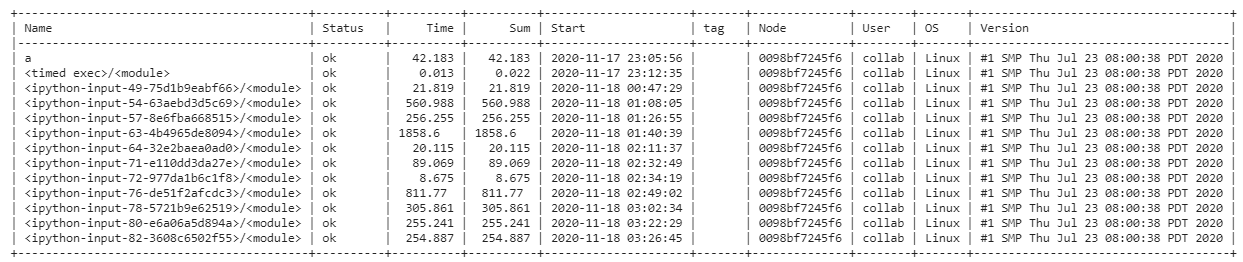 +------------------------------------------+----------+----------+----------+---------------------+-------+--------------+--------+-------+-------------------------------------+
| Name                                     | Status   |     Time |      Sum | Start               | tag   | Node         | User   | OS    | Version                             |
|------------------------------------------+----------+----------+----------+---------------------+-------+--------------+--------+-------+-------------------------------------|
| a                                        | ok       |   42.183 |   42.183 | 2020-11-17 23:05:56 |       | 0098bf7245f6 | collab | Linux | #1 SMP Thu Jul 23 08:00:38 PDT 2020 |
| <timed exec>/<module>                    | ok       |    0.013 |    0.022 | 2020-11-17 23:12:35 |       | 0098bf7245f6 | collab | Linux | #1 SMP Thu Jul 23 08:00:38 PDT 2020 |
| <ipython-input-49-75d1b9eabf66>/<module> | ok       |   21.819 |   21.819 | 2020-11-18 00:47:29 |       | 0098bf7245f6 | collab | Linux | #1 SMP Thu Jul 23 08:00:38 PDT 2020 |
| <ipython-input-54-63aebd3d5c69>/<module> | ok       |  560.988 |  560.988 | 2020-11-18 01:08:05 |       | 0098bf7245f6 | collab | Linux | #1 SMP Thu Jul 23 08:00:38 PDT 2020 |
| <ipython-input-57-8e6fba668515>/<module> | ok       |  256.255 |  256.255 | 2020-11-18 01:26:55 |       | 0098bf7245f6 | collab | Linux | #1 SMP Thu Jul 23 08:00:38 PDT 2020 |
| <ipython-input-63-4b4965de8094>/<module> | ok       | 1858.6   | 1858.6   | 2020-11-18 01:40:39 |       | 0098bf7245f6 | collab | Linux | #1 SMP Thu Jul 23 08:00:38 PDT 2020 |
| <ipython-input-64-32e2baea0ad0>/<module> | ok       |   20.115 |   20.115 | 2020-11-18 02:11:37 |       | 0098bf7245f6 | collab | Linux | #1 SMP Thu Jul 23 08:00:38 PDT 2020 |
| <ipython-input-71-e110dd3da27e>/<module> | ok       |   89.069 |   89.069 | 2020-11-18 02:32:49 |       | 0098bf7245f6 | collab | Linux | #1 SMP Thu Jul 23 08:00:38 PDT 2020 |
| <ipython-input-72-977da1b6c1f8>/<module> | ok       |    8.675 |    8.675 | 2020-11-18 02:34:19 |       | 0098bf7245f6 | collab | Linux | #1 SMP Thu Jul 23 08:00:38 PDT 2020 |
| <ipython-input-76-de51f2afcdc3>/<module> | ok       |  811.77  |  811.77  | 2020-11-18 02:49:02 |       | 0098bf7245f6 | collab | Linux | #1 SMP Thu Jul 23 08:00:38 PDT 2020 |
| <ipython-input-78-5721b9e62519>/<module> | ok       |  305.861 |  305.861 | 2020-11-18 03:02:34 |       | 0098bf7245f6 | collab | Linux | #1 SMP Thu Jul 23 08:00:38 PDT 2020 |
| <ipython-input-80-e6a06a5d894a>/<module> | ok       |  255.241 |  255.241 | 2020-11-18 03:22:29 |       | 0098bf7245f6 | collab | Linux | #1 SMP Thu Jul 23 08:00:38 PDT 2020 |
| <ipython-input-82-3608c6502f55>/<module> | ok       |  254.887 |  254.887 | 2020-11-18 03:26:45 |       | 0098bf7245f6 | collab | Linux | #1 SMP Thu Jul 23 08:00:38 PDT 2020 |
+------------------------------------------+----------+----------+----------+---------------------+-------+--------------+--------+-------+-------------------------------------+